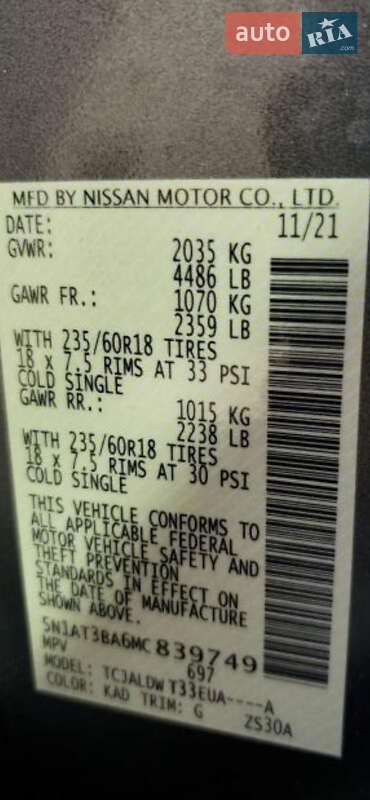 auto RIA .com
MFD BY NISSAN MOTOR CO., LTD.
DATE: 11/21
GVWR: 2035 KG
4486 LB
GAWR FR.: 1070 KG
2359 LB
WITH 235/60R18 TIRES
18 x 7.5 RIMS AT 33 PSI
COLD SINGLE
GAWR RR.: 1015 KG
2238 LB
WITH 235/60R18 TIRES
18 x 7.5 RIMS AT 30 PSI
COLD SINGLE
THIS VEHICLE CONFORMS TO
ALL APPLICABLE FEDERAL
MOTOR VEHICLE SAFETY AND
THEFT PREVENTION
STANDARDS IN EFFECT ON
THE DATE OF MANUFACTURE
SHOWN ABOVE.
5N1AT3BA6MC 839749
MPV 697
MODEL: TCJALDW T33EUA----A
COLOR: KAD TRIM: G ZS30A